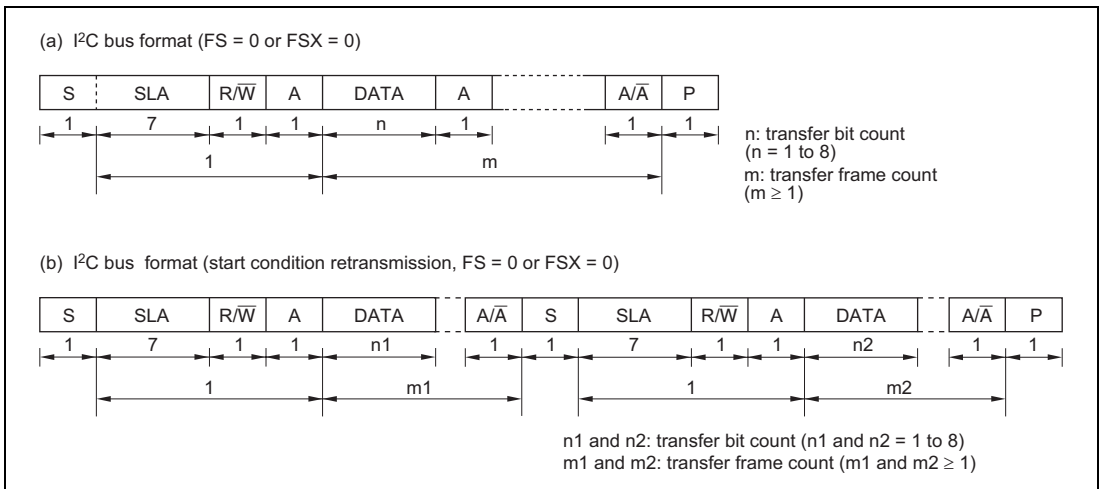 (a) I²C bus format (FS = 0 or FSX = 0)
S SLA R/W̅ A DATA A A/A̅ P
1 7 1 1 n 1 1 1
1 m
n: transfer bit count
(n = 1 to 8)
m: transfer frame count
(m ≥ 1)
(b) I²C bus format (start condition retransmission, FS = 0 or FSX = 0)
S SLA R/W̅ A DATA A/A̅ S SLA R/W̅ A DATA A/A̅ P
1 7 1 1 n1 1 1 7 1 1 n2 1 1
1 m1 1 m2
n1 and n2: transfer bit count (n1 and n2 = 1 to 8)
m1 and m2: transfer frame count (m1 and m2 ≥ 1)